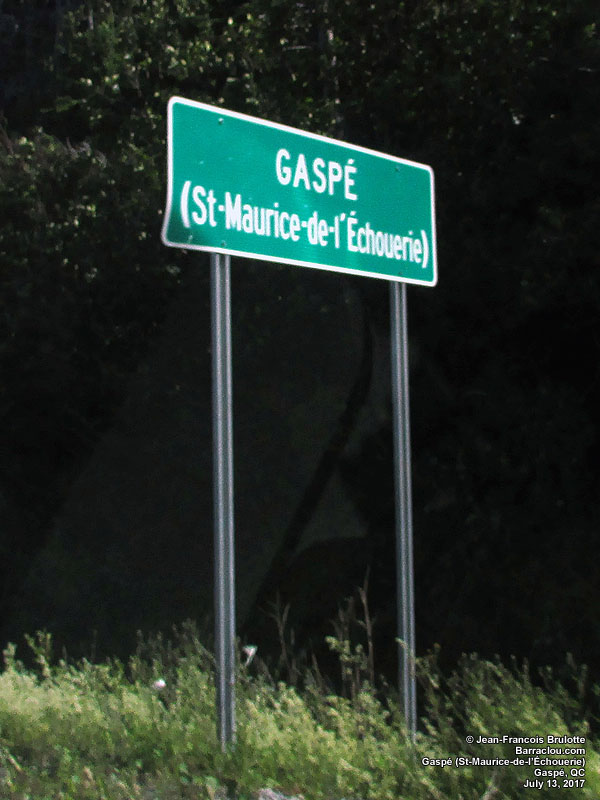 GASPÉ
(St-Maurice-de-l'Échouerie)
© Jean-Francois Brulotte
Barraclou.com
Gaspé (St-Maurice-de-l'Échouerie)
Gaspé, QC
July 13, 2017